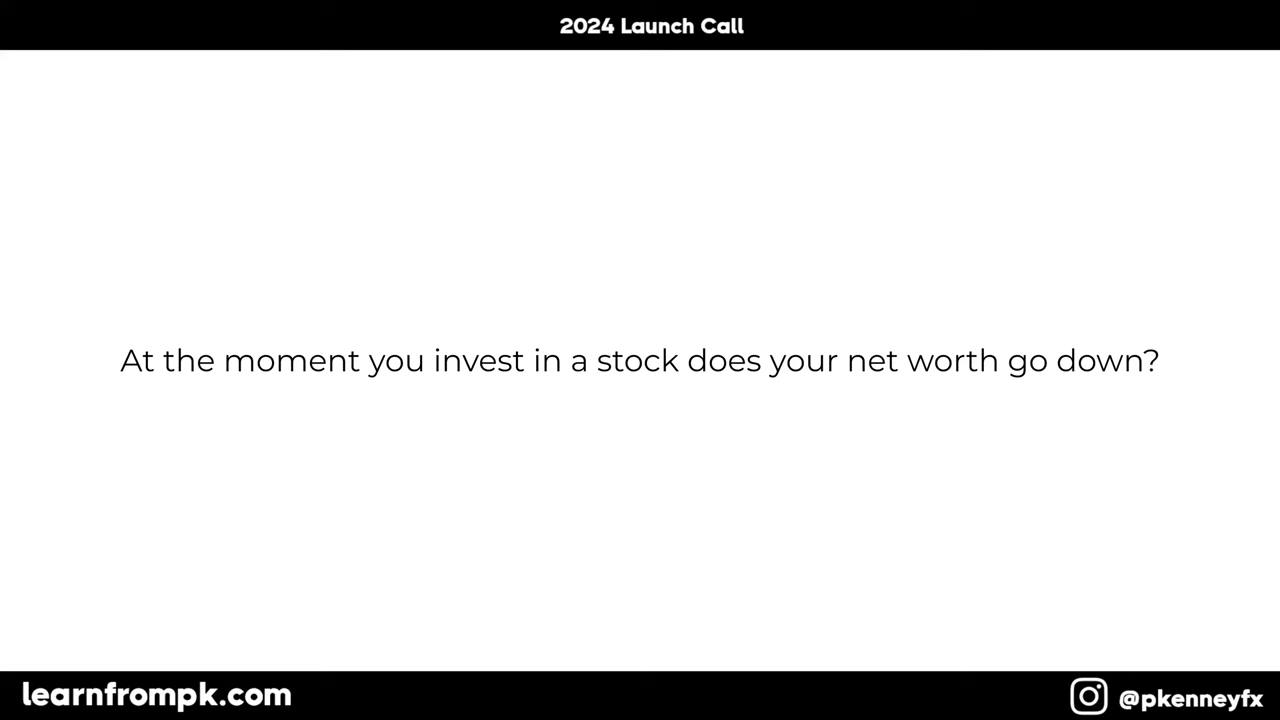 2024 Launch Call
At the moment you invest in a stock does your net worth go down?
learnfrompk.com
@pkenneyfx